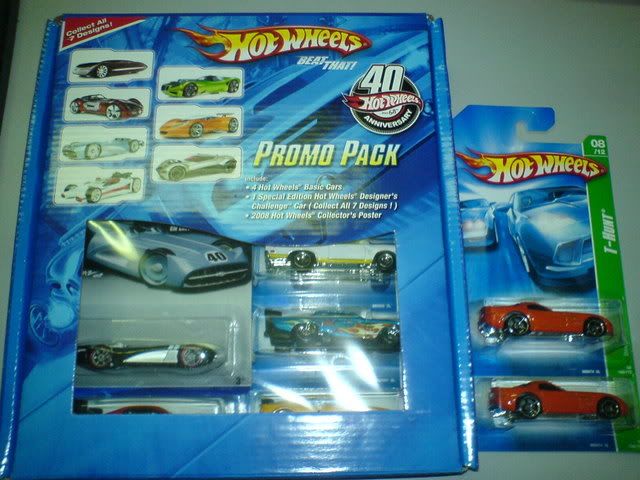 Collect All
7 Designs!
HOT WHEELS
BEAT THAT!
40
HOT WHEELS
ANNIVERSARY
PROMO PACK
Include:
• 4 Hot Wheels® Basic Cars
• 1 Special Edition Hot Wheels® Designer's
Challenge™ Car ( Collect All 7 Designs ! )
• 2008 Hot Wheels® Collector's Poster
40
HOT WHEELS
08
/12
T-HUNT